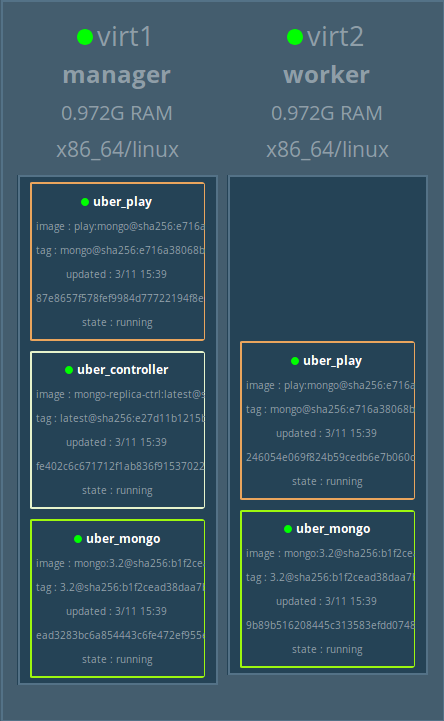 virt1
manager
0.972G RAM
x86_64/linux
uber_play
image : play:mongo@sha256:e716a
tag : mongo@sha256:e716a38068b
updated : 3/11 15:39
87e8657f578fef9984d77722194f8e
state : running
uber_controller
image : mongo-replica-ctrl:latest@s
tag : latest@sha256:e27d11b1215b
updated : 3/11 15:39
fe402c6c671712f1ab836f91537022
state : running
uber_mongo
image : mongo:3.2@sha256:b1f2ce
tag : 3.2@sha256:b1f2cead38daa7
updated : 3/11 15:39
ead3283bc6a854443c6fe472ef955
state : running
virt2
worker
0.972G RAM
x86_64/linux
uber_play
image : play:mongo@sha256:e716a
tag : mongo@sha256:e716a38068b
updated : 3/11 15:39
246054e069f824b59cedb6e7b060
state : running
uber_mongo
image : mongo:3.2@sha256:b1f2ce
tag : 3.2@sha256:b1f2cead38daa7
updated : 3/11 15:39
9b89b516208445c313583efdd0748
state : running